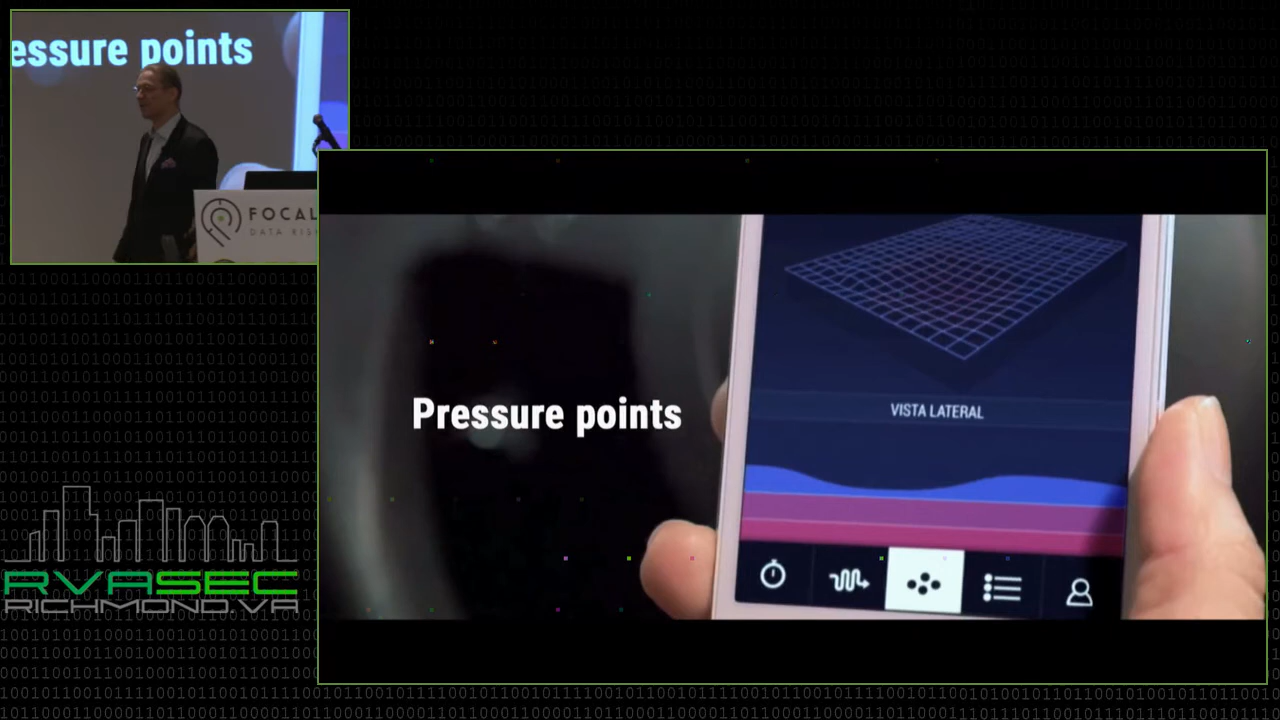 essure points
FOCAL
DATA RIS
Pressure points
VISTA LATERAL
RVASEC
RICHMOND, VA